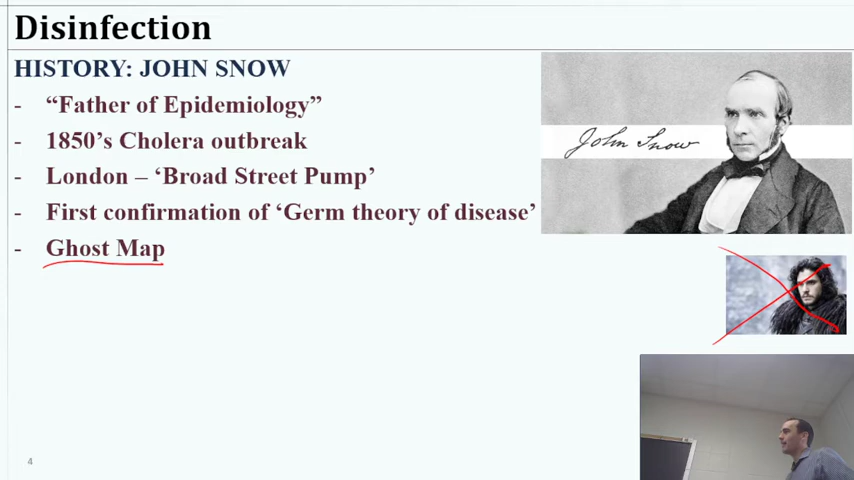 Disinfection
HISTORY: JOHN SNOW
- “Father of Epidemiology”
- 1850’s Cholera outbreak
- London – ‘Broad Street Pump’
- First confirmation of ‘Germ theory of disease’
- Ghost Map
John Snow
4